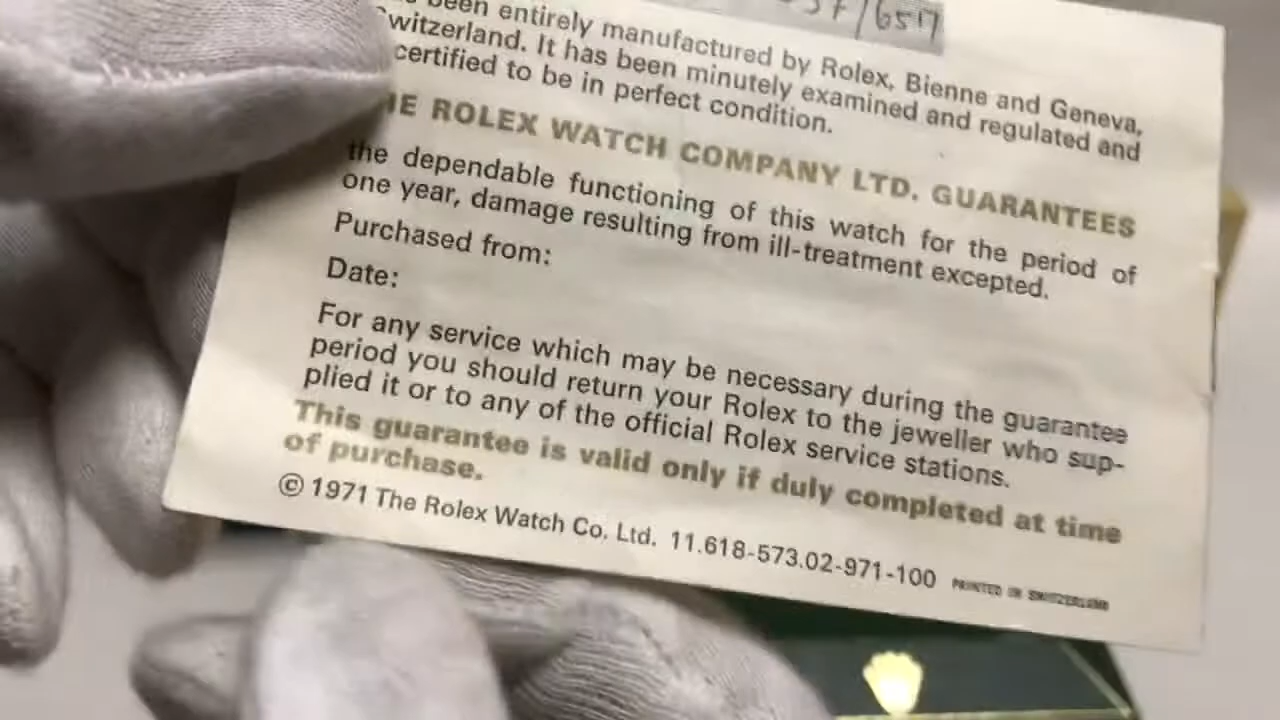 been entirely manufactured by Rolex, Bienne and Geneva,
Switzerland. It has been minutely examined and regulated and
certified to be in perfect condition.
THE ROLEX WATCH COMPANY LTD. GUARANTEES
the dependable functioning of this watch for the period of
one year, damage resulting from ill-treatment excepted.
Purchased from:
Date:
For any service which may be necessary during the guarantee
period you should return your Rolex to the jeweller who sup-
plied it or to any of the official Rolex service stations.
This guarantee is valid only if duly completed at time
of purchase.
© 1971 The Rolex Watch Co. Ltd. 11.618-573.02-971-100 PRINTED IN SWITZERLAND